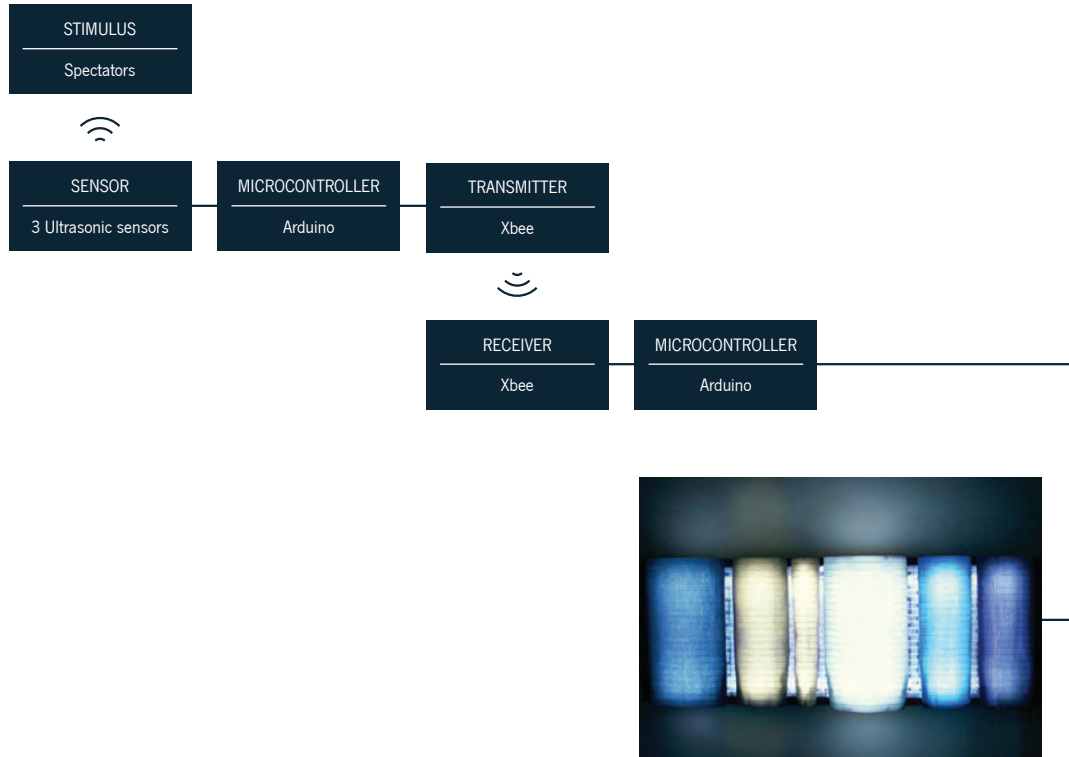 STIMULUS
Spectators
SENSOR
3 Ultrasonic sensors
MICROCONTROLLER
Arduino
TRANSMITTER
Xbee
RECEIVER
Xbee
MICROCONTROLLER
Arduino